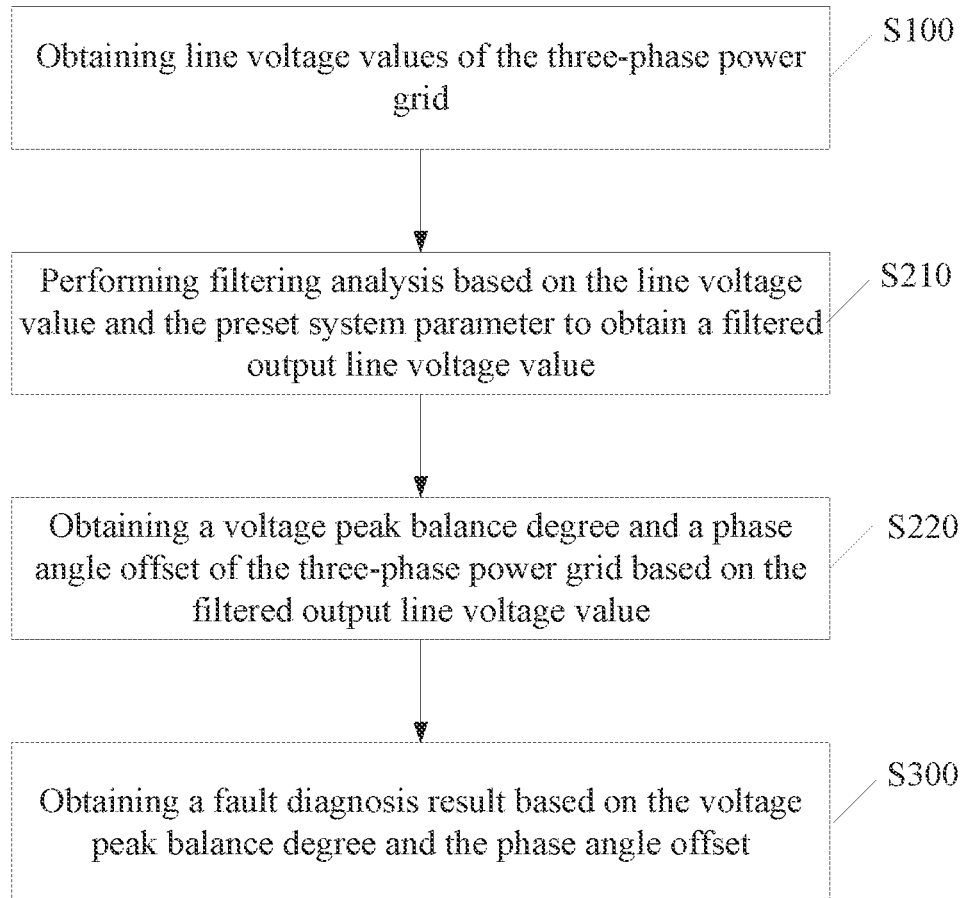 Obtaining line voltage values of the three-phase power
grid
S100
Performing filtering analysis based on the line voltage
value and the preset system parameter to obtain a filtered
output line voltage value
S210
Obtaining a voltage peak balance degree and a phase
angle offset of the three-phase power grid based on the
filtered output line voltage value
S220
Obtaining a fault diagnosis result based on the voltage
peak balance degree and the phase angle offset
S300